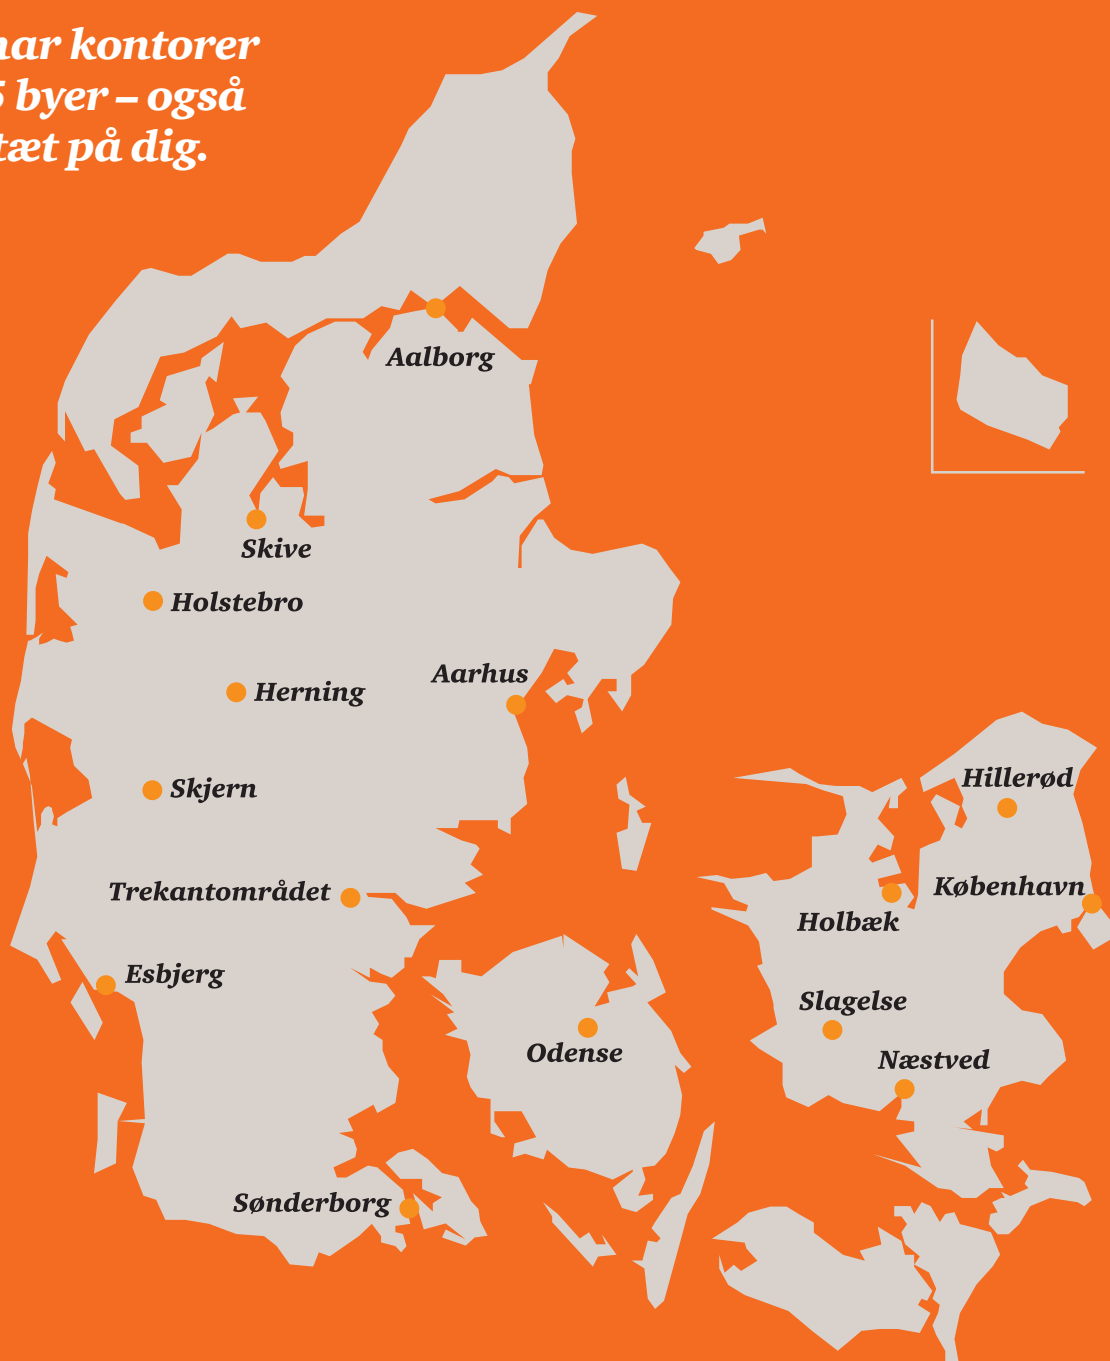 har kontorer
5 byer – også
tæt på dig.
Aalborg
Skive
Holstebro
Aarhus
Herning
Hillerød
Skjern
København
Trekantområdet
Holbæk
Esbjerg
Slagelse
Odense
Næstved
Sønderborg